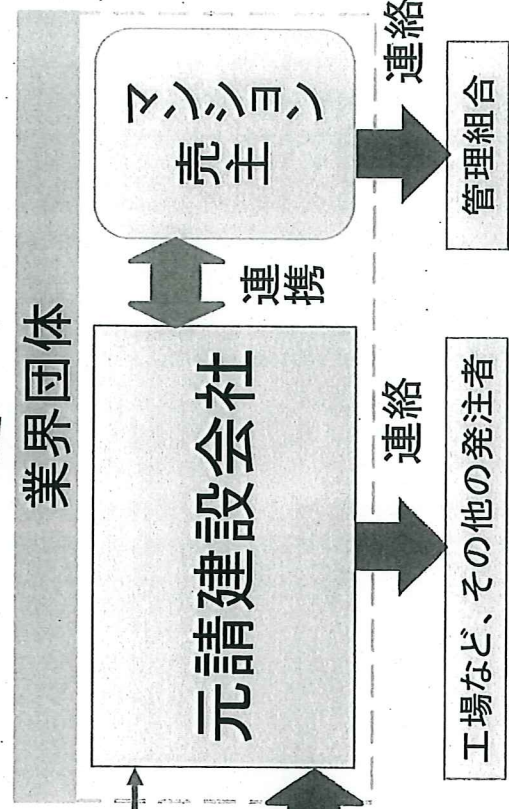 業界団体
元請建設会社
連携
マンション
売主
連絡
連絡
工場など、その他の発注者
管理組合